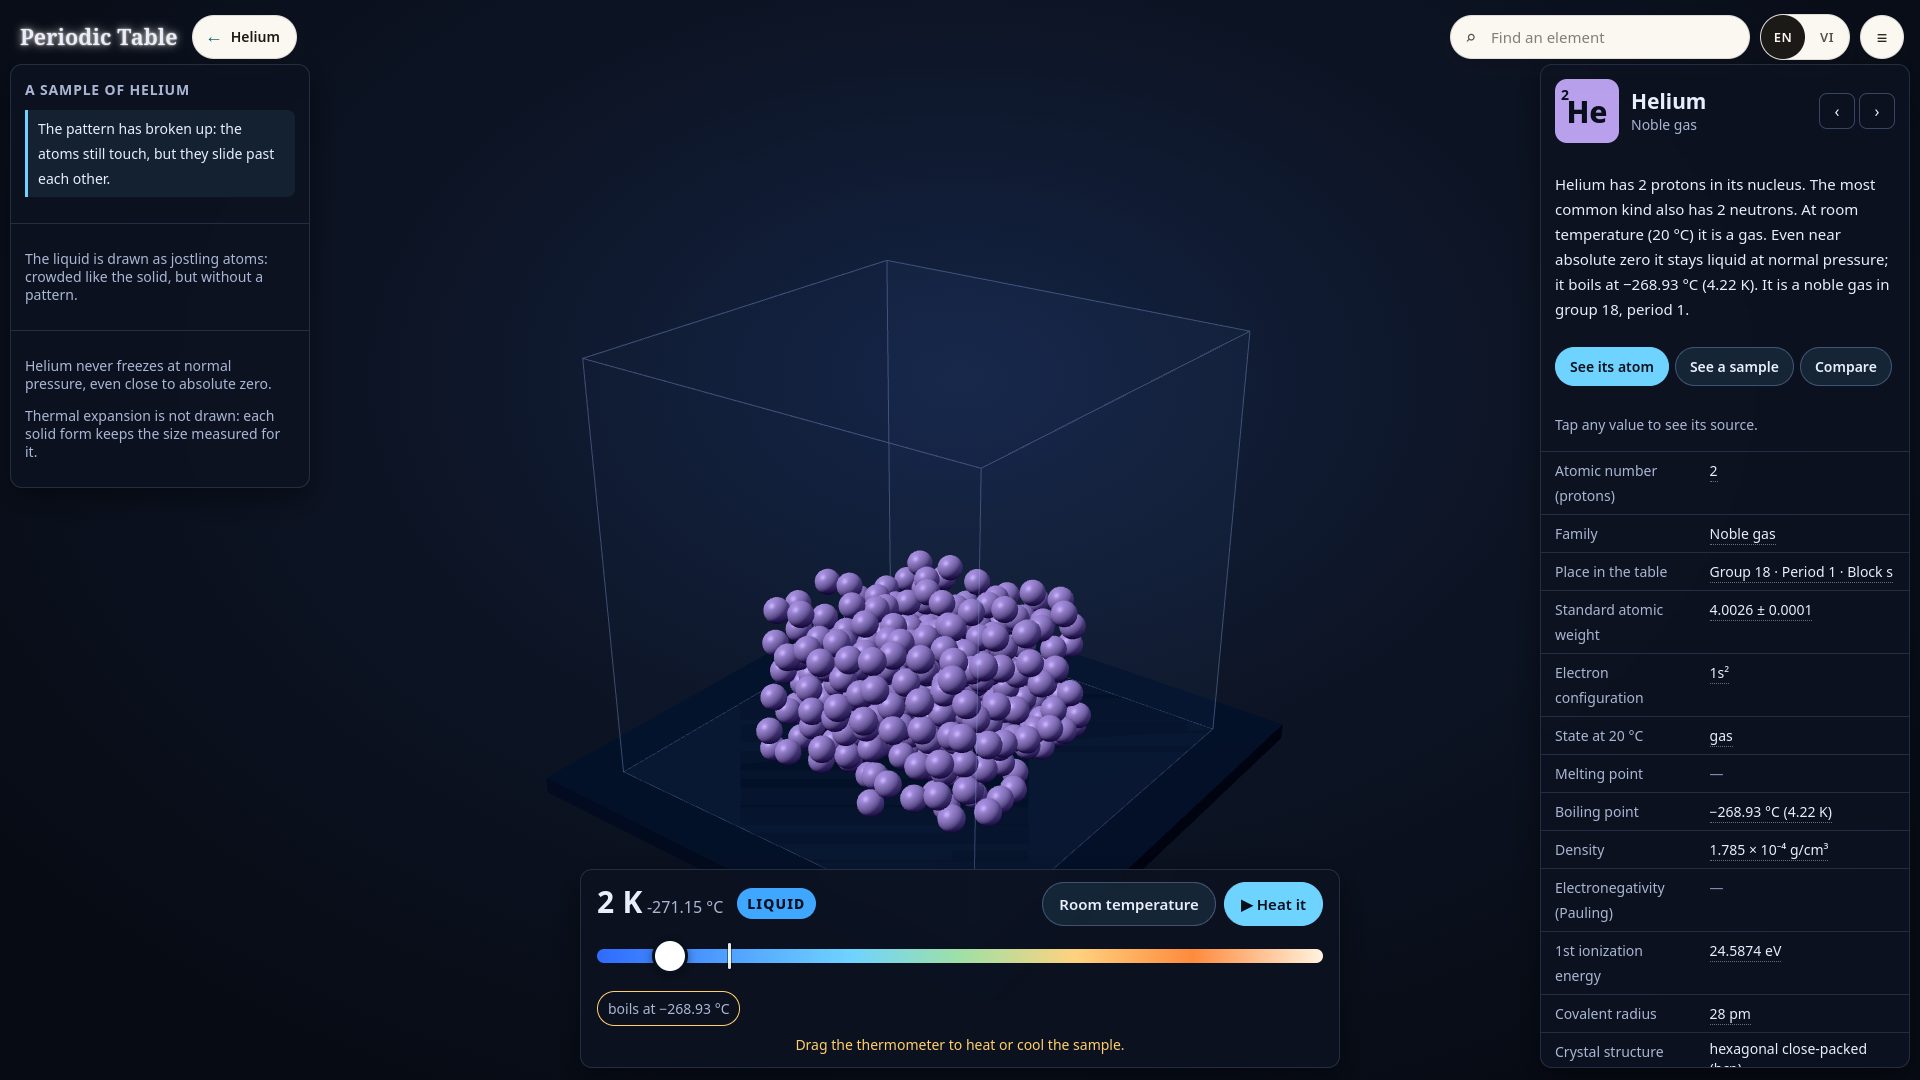 Periodic Table
← Helium
Find an element
EN
VI
≡
A SAMPLE OF HELIUM
The pattern has broken up: the
atoms still touch, but they slide past
each other.
The liquid is drawn as jostling atoms:
crowded like the solid, but without a
pattern.
Helium never freezes at normal
pressure, even close to absolute zero.
Thermal expansion is not drawn: each
solid form keeps the size measured for
it.
2 K -271.15 °C LIQUID
Room temperature
▶ Heat it
boils at −268.93 °C
Drag the thermometer to heat or cool the sample.
2
He
Helium
Noble gas
‹ ›
Helium has 2 protons in its nucleus. The most
common kind also has 2 neutrons. At room
temperature (20 °C) it is a gas. Even near
absolute zero it stays liquid at normal pressure;
it boils at −268.93 °C (4.22 K). It is a noble gas in
group 18, period 1.
See its atom
See a sample
Compare
Tap any value to see its source.
Atomic number
(protons)
2
Family
Noble gas
Place in the table
Group 18 · Period 1 · Block s
Standard atomic
weight
4.0026 ± 0.0001
Electron
configuration
1s²
State at 20 °C
gas
Melting point
—
Boiling point
−268.93 °C (4.22 K)
Density
1.785 × 10⁻⁴ g/cm³
Electronegativity
(Pauling)
—
1st ionization
energy
24.5874 eV
Covalent radius
28 pm
Crystal structure
hexagonal close-packed